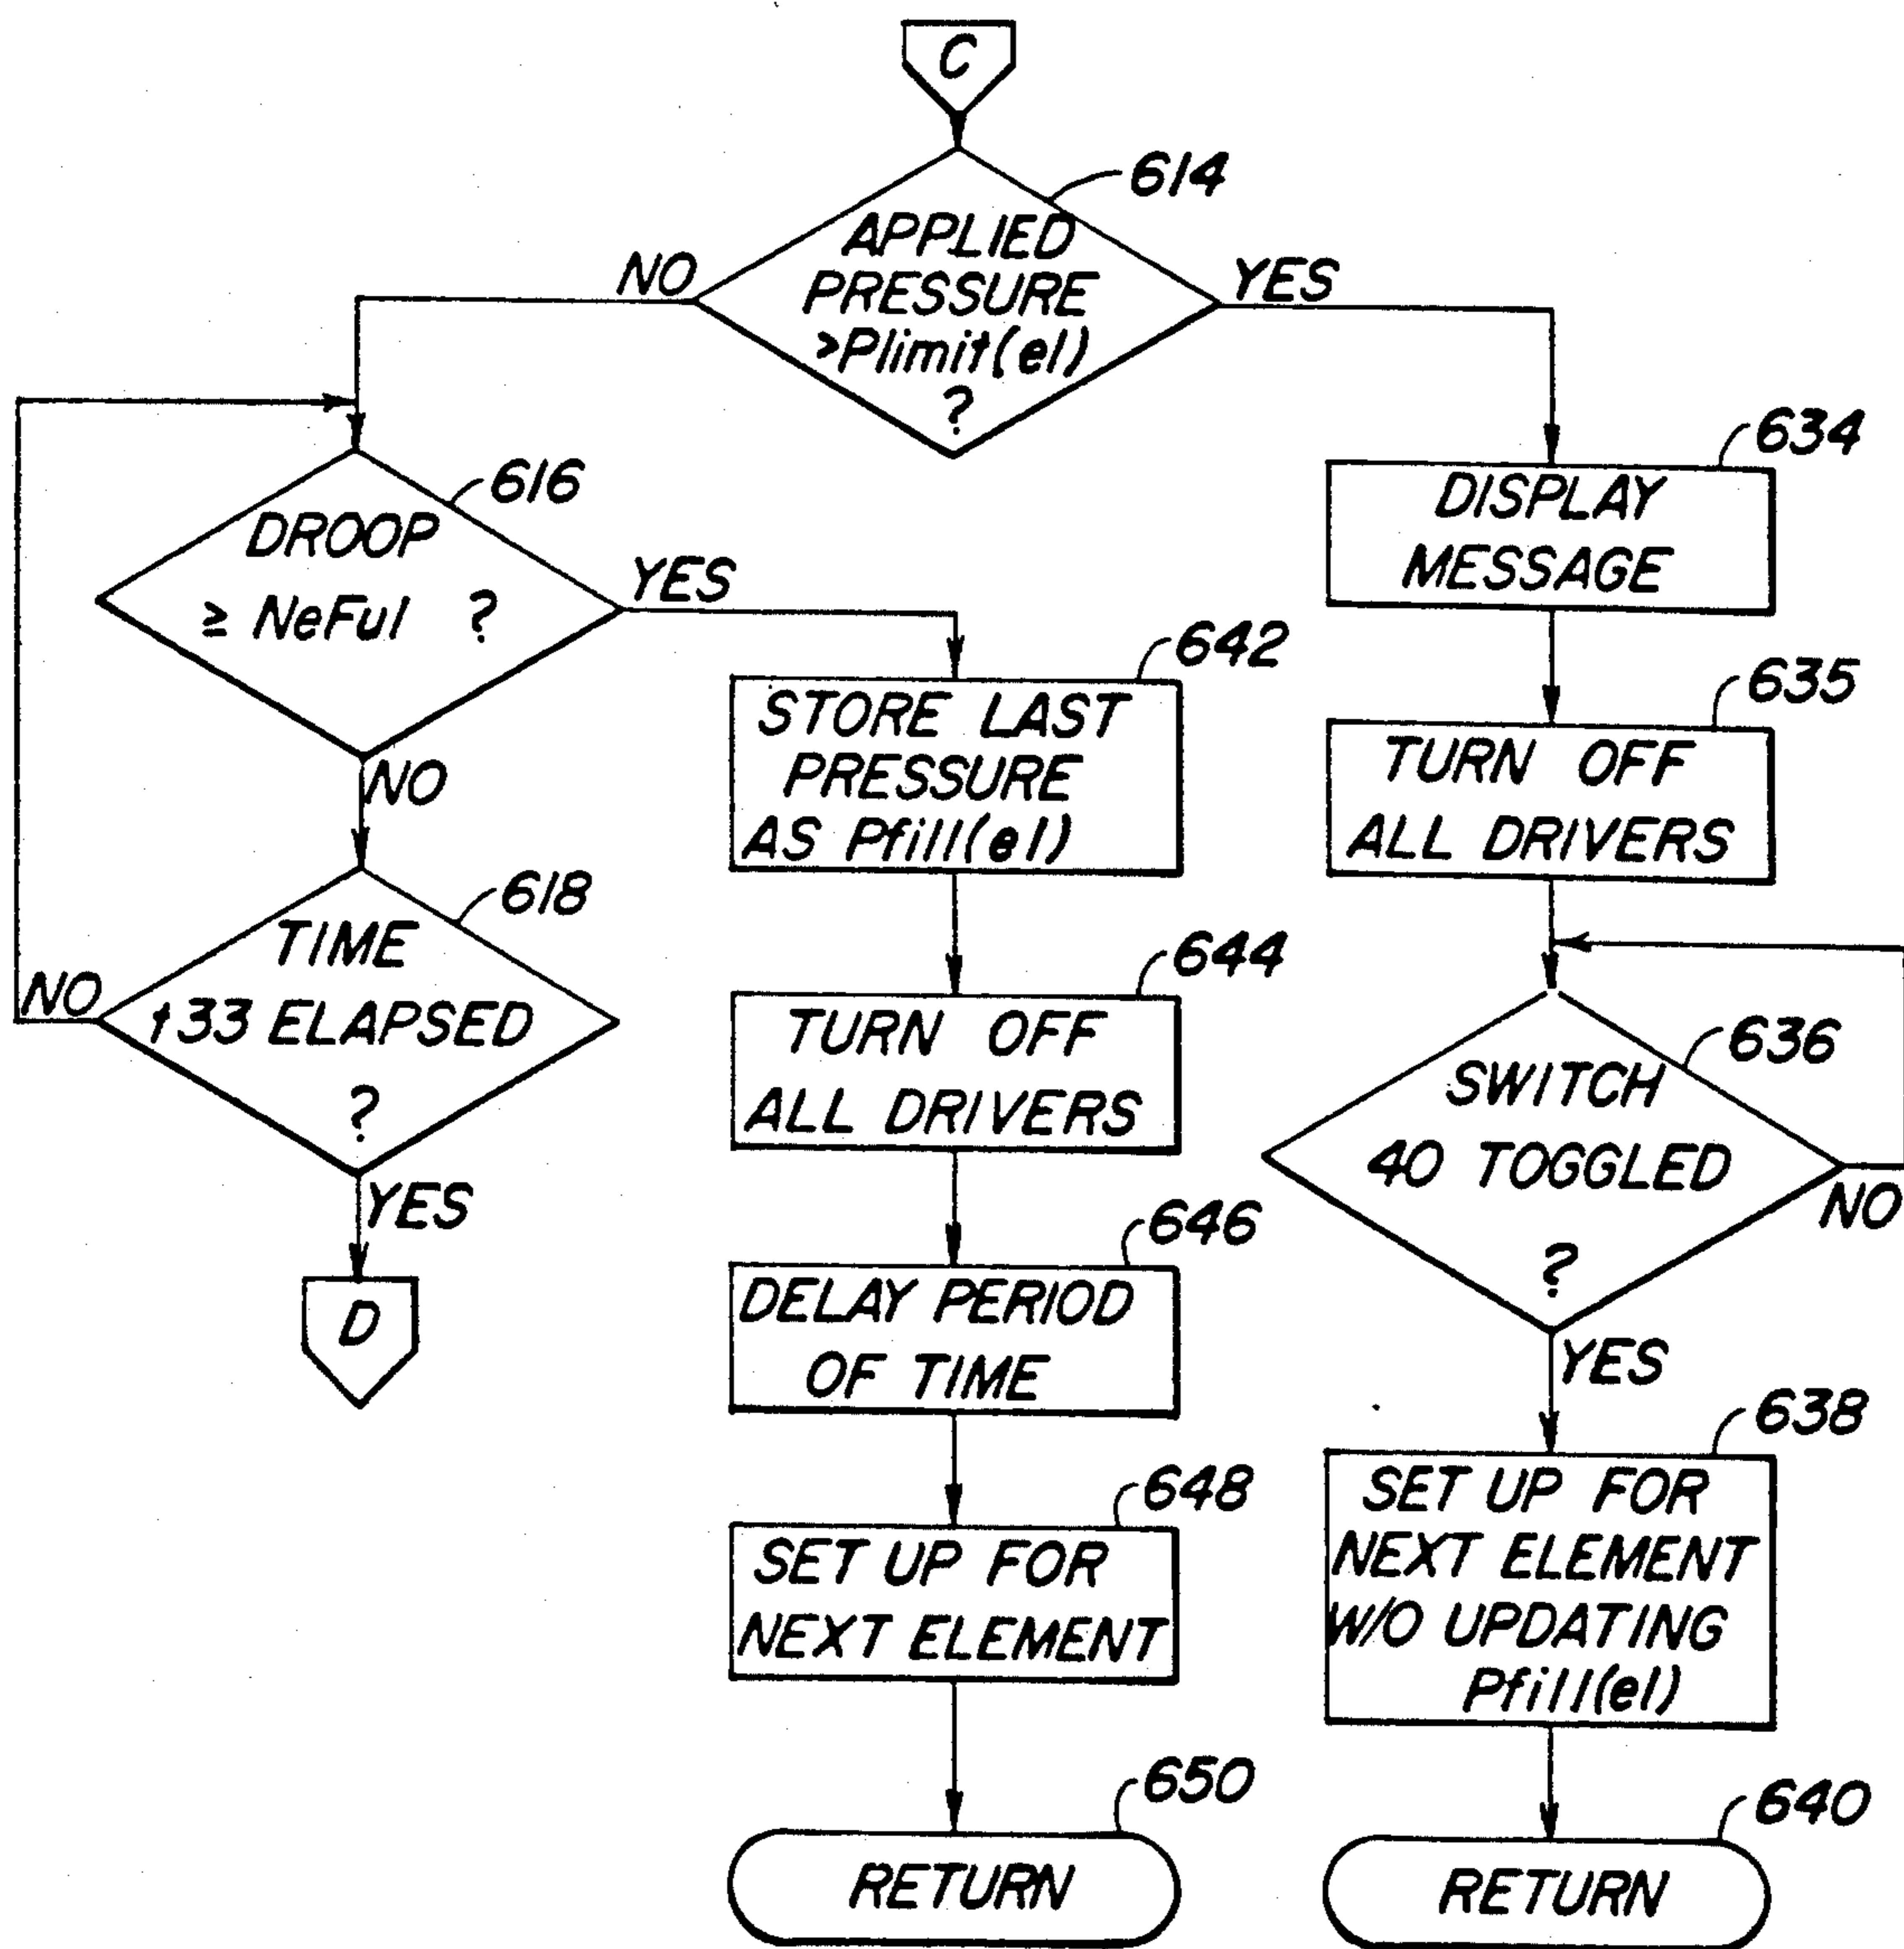 C
614
APPLIED
PRESSURE
>Plimit(el)
?
NO
YES
616
DROOP
≥ NeFul ?
YES
NO
618
TIME
t33 ELAPSED
?
NO
YES
D
642
STORE LAST
PRESSURE
AS Pfill(el)
644
TURN OFF
ALL DRIVERS
646
DELAY PERIOD
OF TIME
648
SET UP FOR
NEXT ELEMENT
650
RETURN
634
DISPLAY
MESSAGE
635
TURN OFF
ALL DRIVERS
636
SWITCH
40 TOGGLED
?
NO
YES
638
SET UP FOR
NEXT ELEMENT
W/O UPDATING
Pfill(el)
640
RETURN